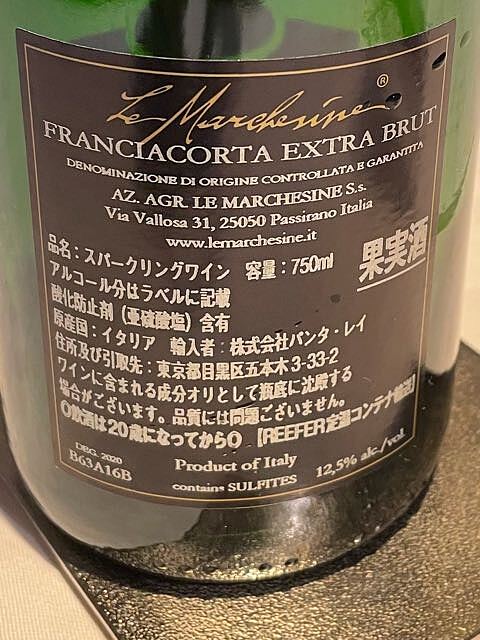 Le Marchesine®
FRANCIACORTA EXTRA BRUT
DENOMINAZIONE DI ORIGINE CONTROLLATA E GARANTITA
AZ. AGR. LE MARCHESINE S.s.
Via Vallosa 31, 25050 Passirano Italia
www.lemarchesine.it
品名：スパークリングワイン　容量：750ml
果実酒
アルコール分はラベルに記載
酸化防止剤（亜硫酸塩）含有
原産国：イタリア　輸入者：株式会社パンタ・レイ
住所及び引取先：東京都目黒区五本木3-33-2
ワインに含まれる成分オリとして瓶底に沈殿する
場合がございます。品質には問題ございません。
○飲酒は20歳になってから○【REEFER定温コンテナ輸送】
DEG. 2020
B63A16B
Product of Italy
contains SULFITES
12,5% alc./vol.